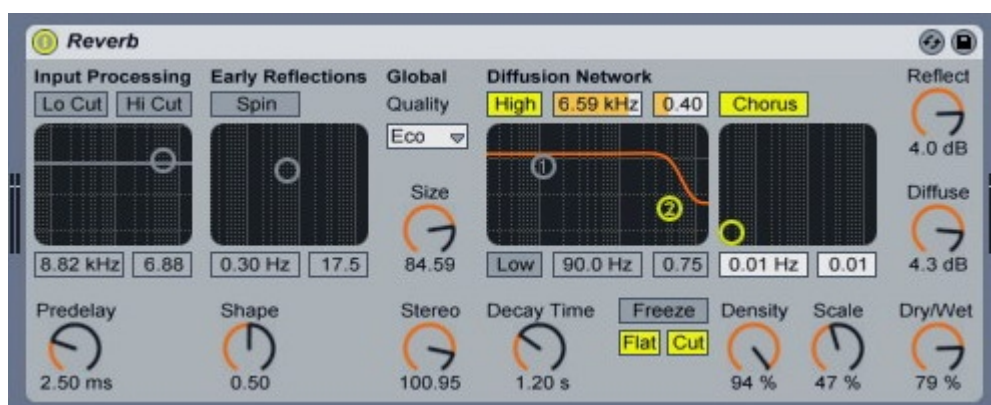 Reverb
Input Processing Early Reflections Global Diffusion Network Reflect
Lo Cut Hi Cut Spin Quality High 6.59 kHz 0.40 Chorus
Eco
4.0 dB
1
2
Size Diffuse
8.82 kHz 6.88 0.30 Hz 17.5 84.59 Low 90.0 Hz 0.75 0.01 Hz 0.01 4.3 dB
Predelay Shape Stereo Decay Time Freeze Density Scale Dry/Wet
Flat Cut
2.50 ms 0.50 100.95 1.20 s 94 % 47 % 79 %